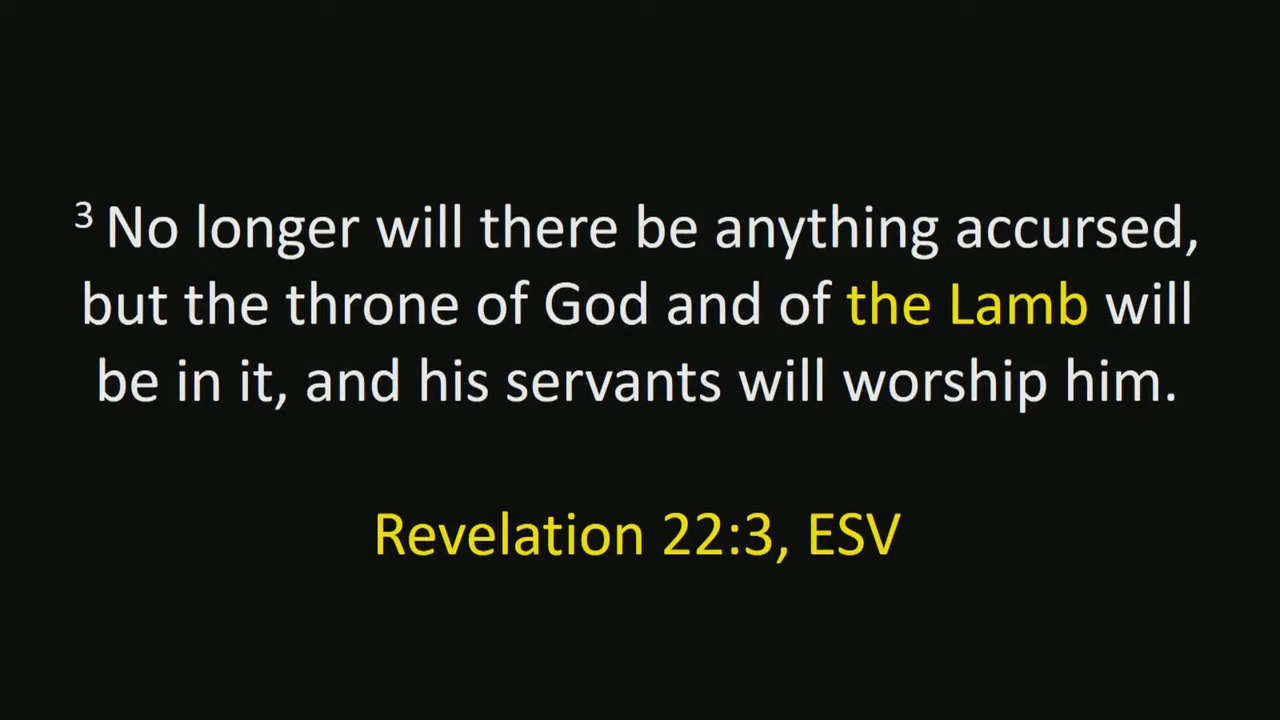 ³ No longer will there be anything accursed,
but the throne of God and of the Lamb will
be in it, and his servants will worship him.
Revelation 22:3, ESV